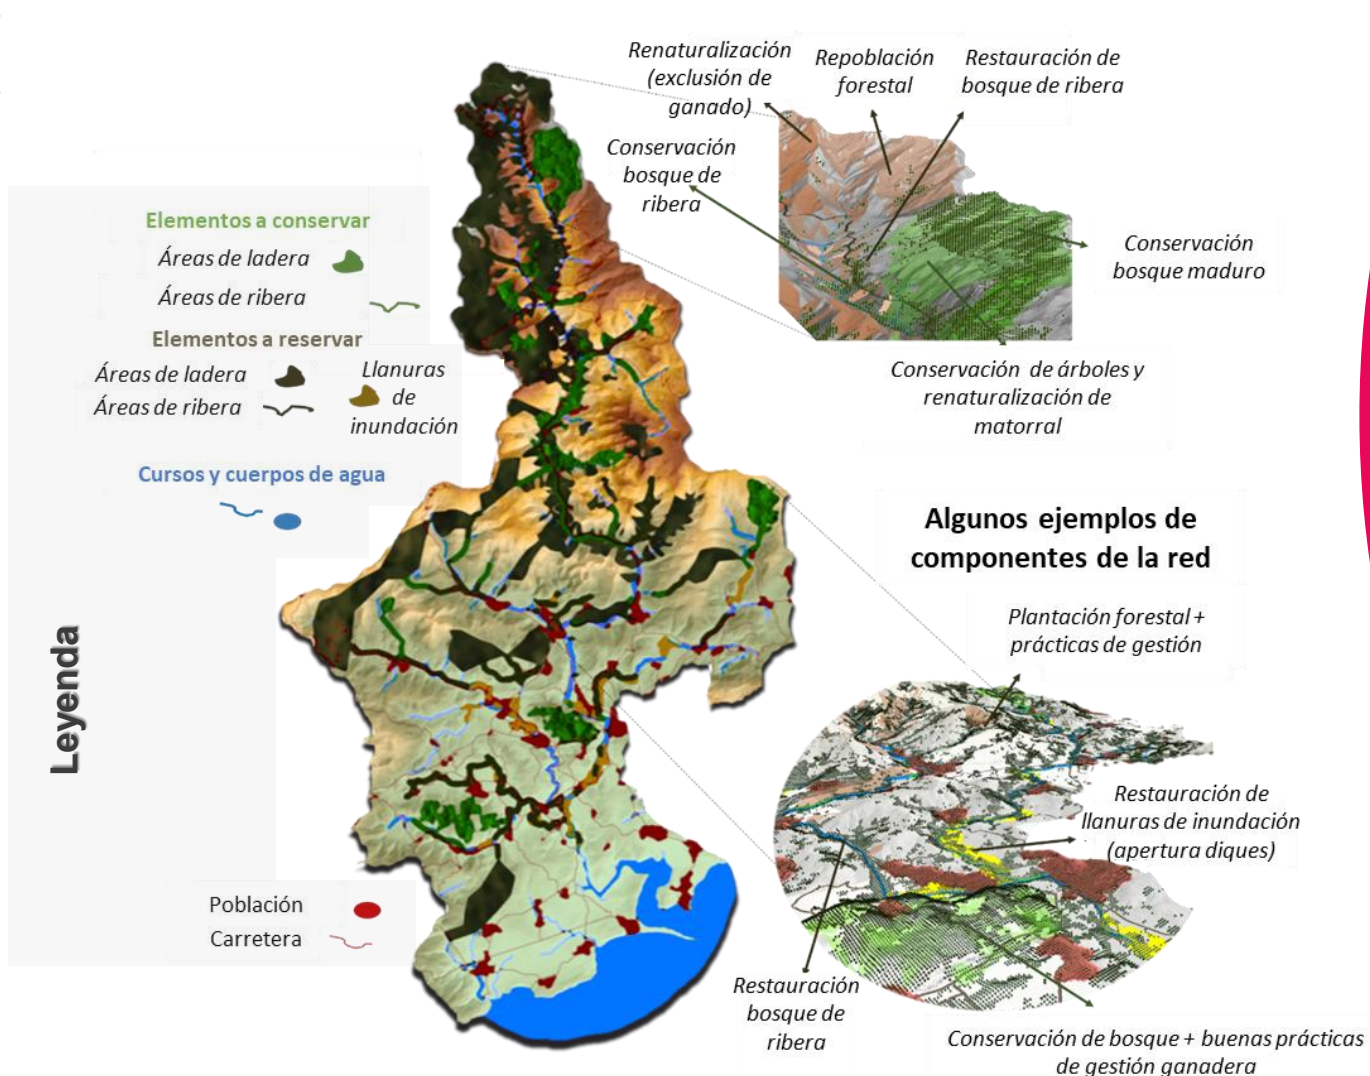 Renaturalización
(exclusión de
ganado)
Repoblación
forestal
Restauración de
bosque de ribera
Conservación
bosque de
ribera
Conservación
bosque maduro
Conservación de árboles y
renaturalización de
matorral
Elementos a conservar
Áreas de ladera
Áreas de ribera
Elementos a reservar
Áreas de ladera
Áreas de ribera
Llanuras
de
inundación
Cursos y cuerpos de agua
Leyenda
Población
Carretera
Algunos ejemplos de
componentes de la red
Plantación forestal +
prácticas de gestión
Restauración de
llanuras de inundación
(apertura diques)
Restauración
bosque de
ribera
Conservación de bosque + buenas prácticas
de gestión ganadera